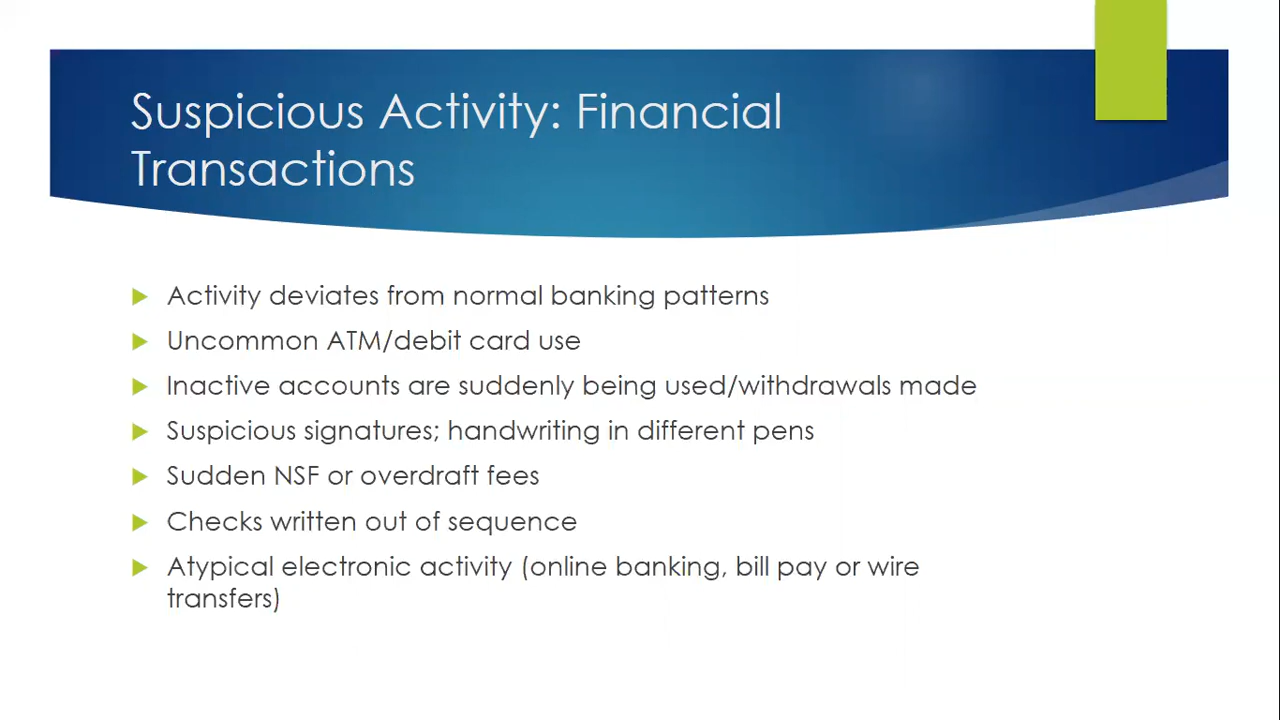 Suspicious Activity: Financial
Transactions
Activity deviates from normal banking patterns
Uncommon ATM/debit card use
Inactive accounts are suddenly being used/withdrawals made
Suspicious signatures; handwriting in different pens
Sudden NSF or overdraft fees
Checks written out of sequence
Atypical electronic activity (online banking, bill pay or wire
transfers)